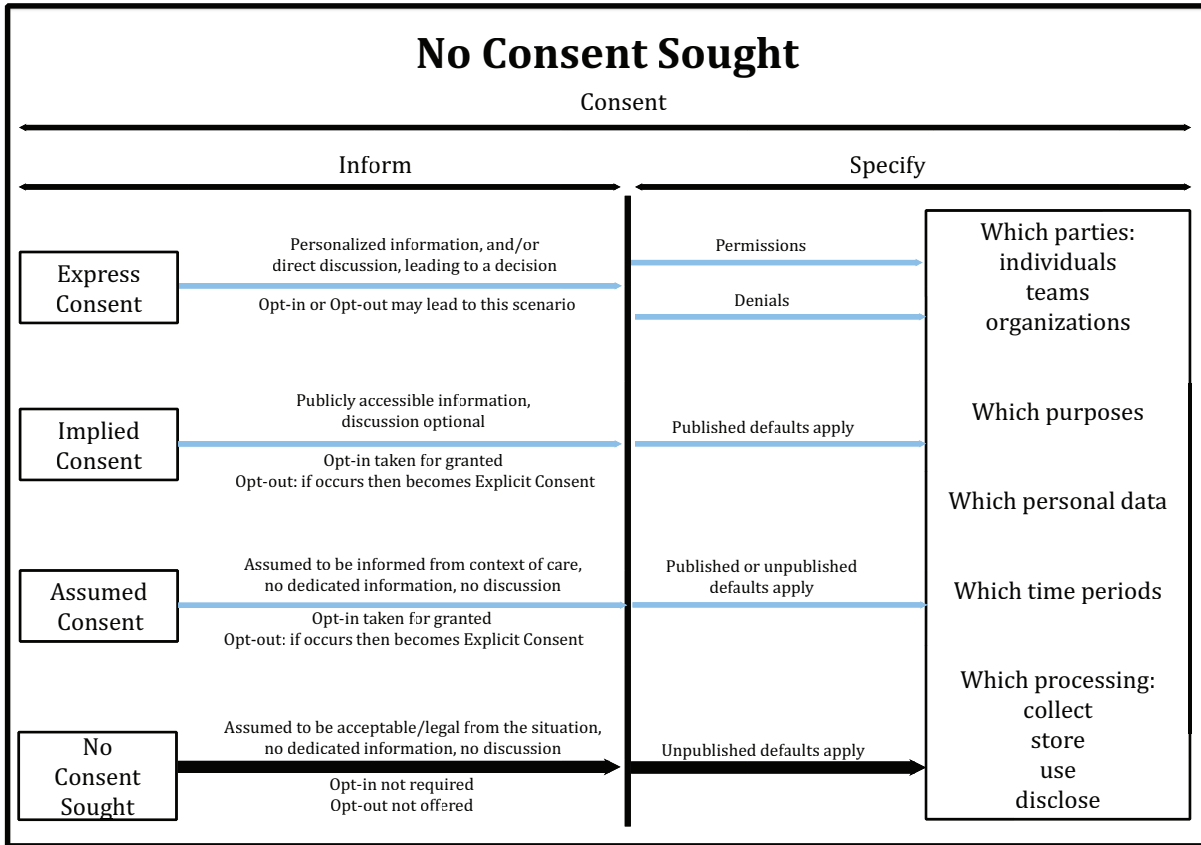 No Consent Sought
Consent
Inform
Specify
Express
Consent
Personalized information, and/or
direct discussion, leading to a decision
Opt-in or Opt-out may lead to this scenario
Permissions
Denials
Which parties:
individuals
teams
organizations
Implied
Consent
Publicly accessible information,
discussion optional
Opt-in taken for granted
Opt-out: if occurs then becomes Explicit Consent
Published defaults apply
Which purposes
Which personal data
Assumed
Consent
Assumed to be informed from context of care,
no dedicated information, no discussion
Opt-in taken for granted
Opt-out: if occurs then becomes Explicit Consent
Published or unpublished
defaults apply
Which time periods
No
Consent
Sought
Assumed to be acceptable/legal from the situation,
no dedicated information, no discussion
Opt-in not required
Opt-out not offered
Unpublished defaults apply
Which processing:
collect
store
use
disclose